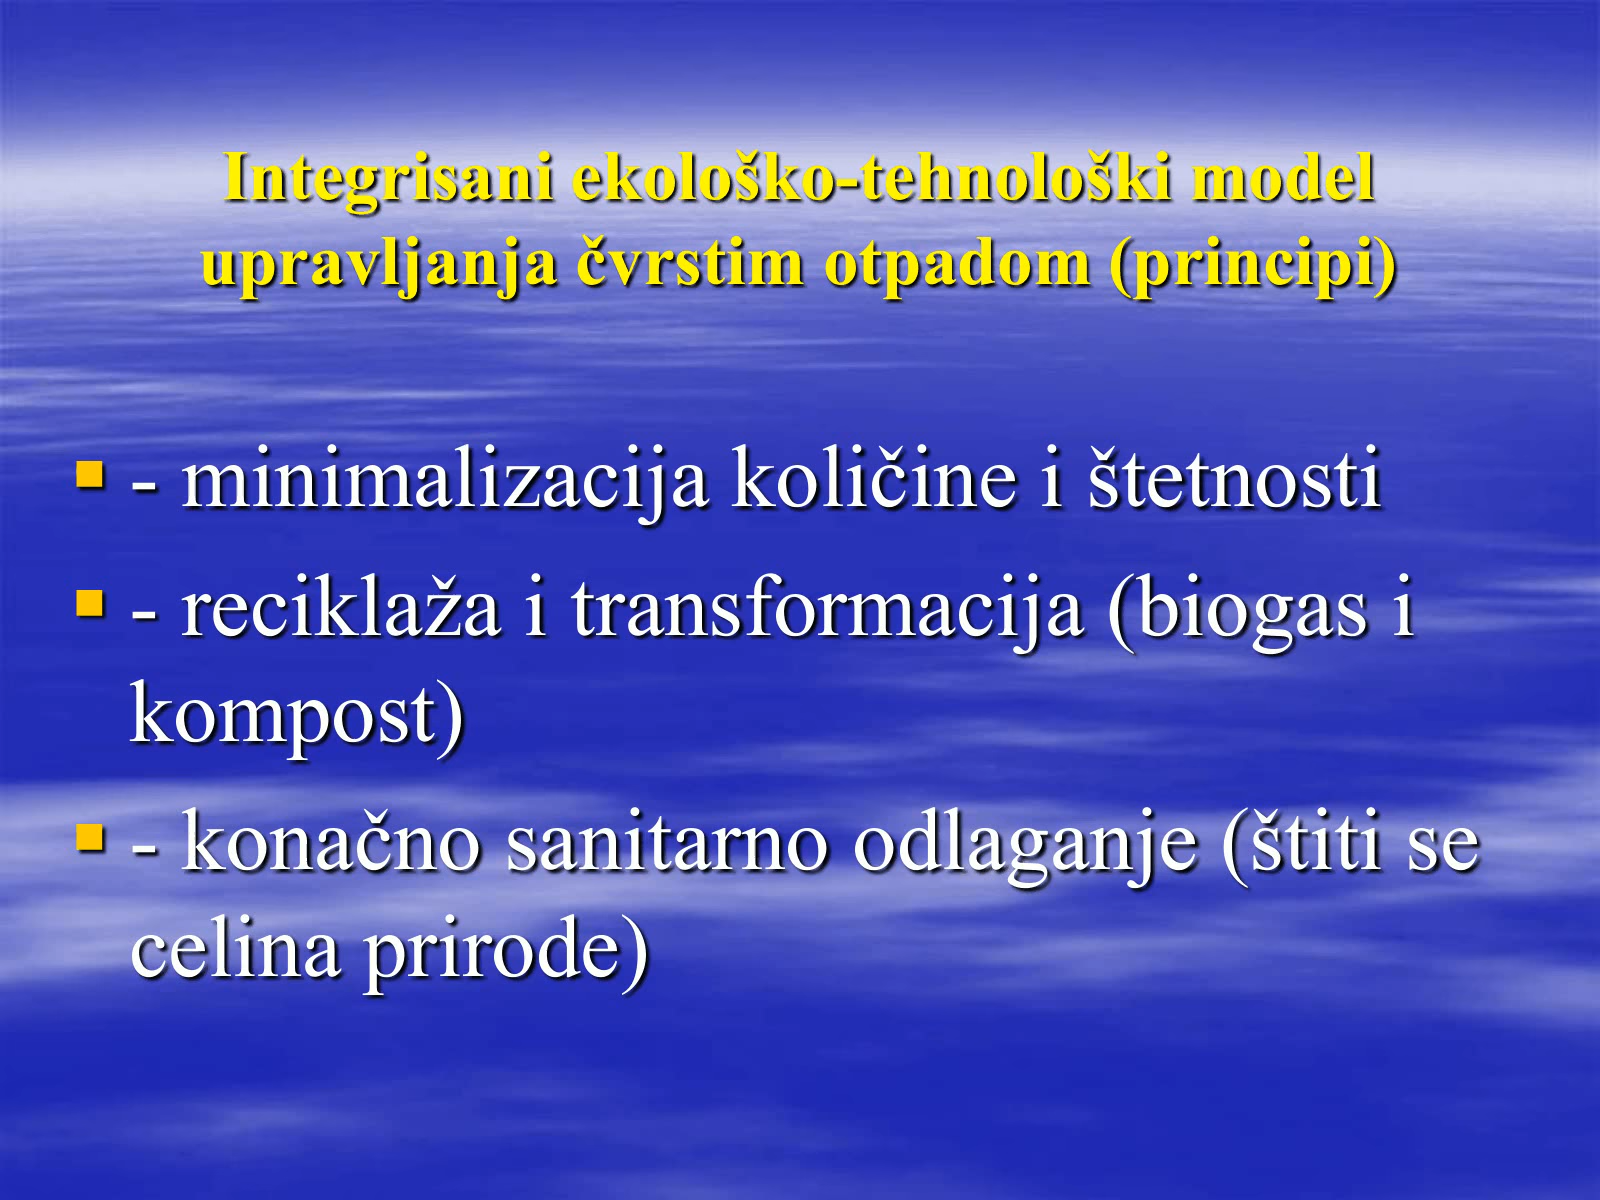 Integrisani ekološko-tehnološki model
upravljanja čvrstim otpadom (principi)
- minimalizacija količine i štetnosti
- reciklaža i transformacija (biogas i
kompost)
- konačno sanitarno odlaganje (štiti se
celina prirode)